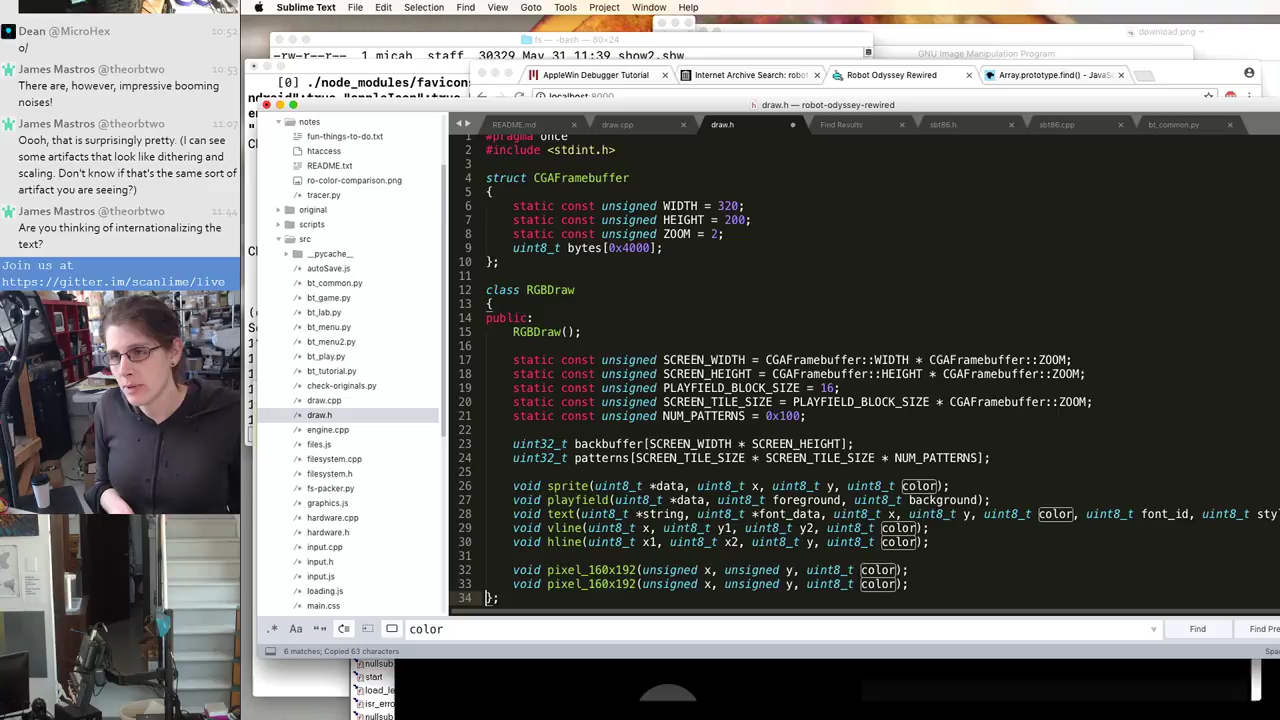 Dean @MicroHex 10:52
o/
James Mastros @theorbtwo 10:53
There are, however, impressive booming
noises!
James Mastros @theorbtwo 11:07
Oooh, that is surprisingly pretty. (I can see
some artifacts that look like dithering and
scaling. Don't know if that's the same sort of
artifact you are seeing?)
James Mastros @theorbtwo 11:44
Are you thinking of internationalizing the
text?
Join us at
https://gitter.im/scanlime/live
Sublime Text File Edit Selection Find View Goto Tools Project Window Help
download.png
fs — -bash — 80×24
-rw-r--r-- 1 micah staff 30329 May 31 11:39 show2.shw
GNU Image Manipulation Program
[0] ./node_modules/favicons
AppleWin Debugger Tutorial
Internet Archive Search: robot
Robot Odyssey Rewired
Array.prototype.find() - JavaSc
localhost:8000
draw.h — robot-odyssey-rewired
README.md draw.cpp draw.h Find Results sbt86.h sbt86.cpp bt_common.py
notes
fun-things-to-do.txt
htaccess
README.txt
ro-color-comparison.png
tracer.py
original
scripts
src
__pycache__
autoSave.js
bt_common.py
bt_game.py
bt_lab.py
bt_menu.py
bt_menu2.py
bt_play.py
bt_tutorial.py
check-originals.py
draw.cpp
draw.h
engine.cpp
files.js
filesystem.cpp
filesystem.h
fs-packer.py
graphics.js
hardware.cpp
hardware.h
input.cpp
input.h
input.js
loading.js
main.css
1 #pragma once
2 #include <stdint.h>
3
4 struct CGAFramebuffer
5 {
6 static const unsigned WIDTH = 320;
7 static const unsigned HEIGHT = 200;
8 static const unsigned ZOOM = 2;
9 uint8_t bytes[0x4000];
10 };
11
12 class RGBDraw
13 {
14 public:
15 RGBDraw();
16
17 static const unsigned SCREEN_WIDTH = CGAFramebuffer::WIDTH * CGAFramebuffer::ZOOM;
18 static const unsigned SCREEN_HEIGHT = CGAFramebuffer::HEIGHT * CGAFramebuffer::ZOOM;
19 static const unsigned PLAYFIELD_BLOCK_SIZE = 16;
20 static const unsigned SCREEN_TILE_SIZE = PLAYFIELD_BLOCK_SIZE * CGAFramebuffer::ZOOM;
21 static const unsigned NUM_PATTERNS = 0x100;
22
23 uint32_t backbuffer[SCREEN_WIDTH * SCREEN_HEIGHT];
24 uint32_t patterns[SCREEN_TILE_SIZE * SCREEN_TILE_SIZE * NUM_PATTERNS];
25
26 void sprite(uint8_t *data, uint8_t x, uint8_t y, uint8_t color);
27 void playfield(uint8_t *data, uint8_t foreground, uint8_t background);
28 void text(uint8_t *string, uint8_t *font_data, uint8_t x, uint8_t y, uint8_t color, uint8_t font_id, uint8_t styl
29 void vline(uint8_t x, uint8_t y1, uint8_t y2, uint8_t color);
30 void hline(uint8_t x1, uint8_t x2, uint8_t y, uint8_t color);
31
32 void pixel_160x192(unsigned x, unsigned y, uint8_t color);
33 void pixel_160x192(unsigned x, unsigned y, uint8_t color);
34 };
.* Aa “” color Find Find Pre
6 matches; Copied 63 characters Spac
nullsub
start
load_le
isr_erro
nullsub